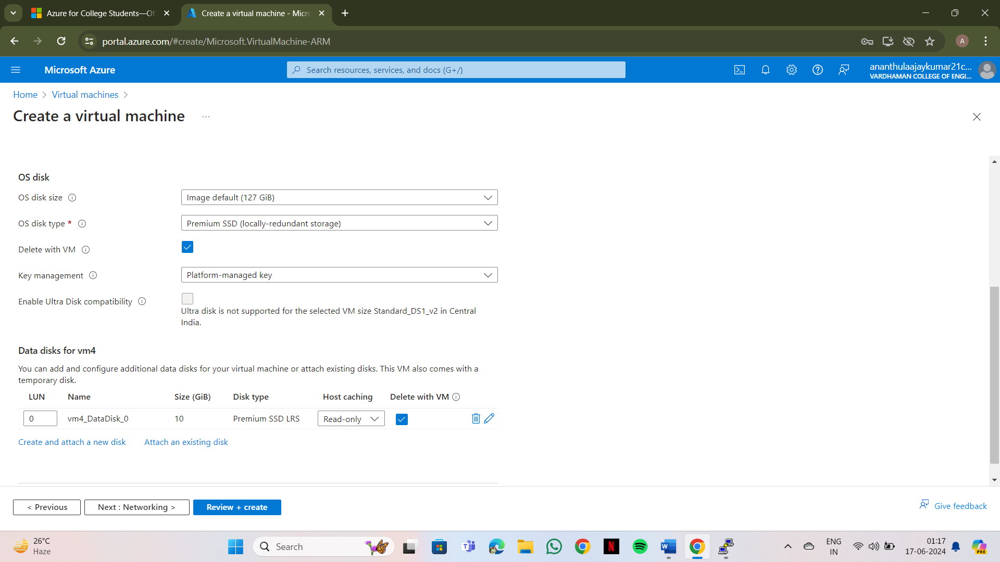 Azure for College Students—Of
Create a virtual machine - Micro
portal.azure.com/#create/Microsoft.VirtualMachine-ARM
A
Microsoft Azure
Search resources, services, and docs (G+/)
ananthulaajaykumar21c...
VARDHAMAN COLLEGE OF ENGI...
Home > Virtual machines >
Create a virtual machine ...
OS disk
OS disk size
Image default (127 GiB)
OS disk type *
Premium SSD (locally-redundant storage)
Delete with VM
Key management
Platform-managed key
Enable Ultra Disk compatibility
Ultra disk is not supported for the selected VM size Standard_DS1_v2 in Central
India.
Data disks for vm4
You can add and configure additional data disks for your virtual machine or attach existing disks. This VM also comes with a
temporary disk.
LUN Name Size (GiB) Disk type Host caching Delete with VM
0 vm4_DataDisk_0 10 Premium SSD LRS Read-only
Create and attach a new disk Attach an existing disk
< Previous Next : Networking > Review + create
Give feedback
26°C
Haze
Search
N
W
ENG
IN
01:17
17-06-2024
PRE